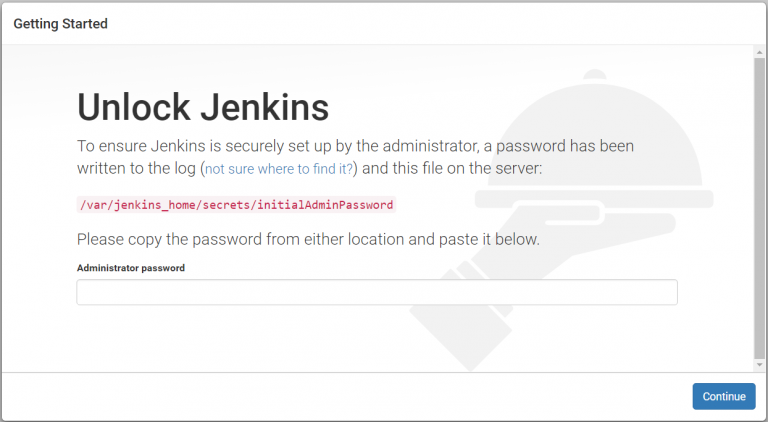 Getting Started
Unlock Jenkins
To ensure Jenkins is securely set up by the administrator, a password has been
written to the log (not sure where to find it?) and this file on the server:
/var/jenkins_home/secrets/initialAdminPassword
Please copy the password from either location and paste it below.
Administrator password
Continue